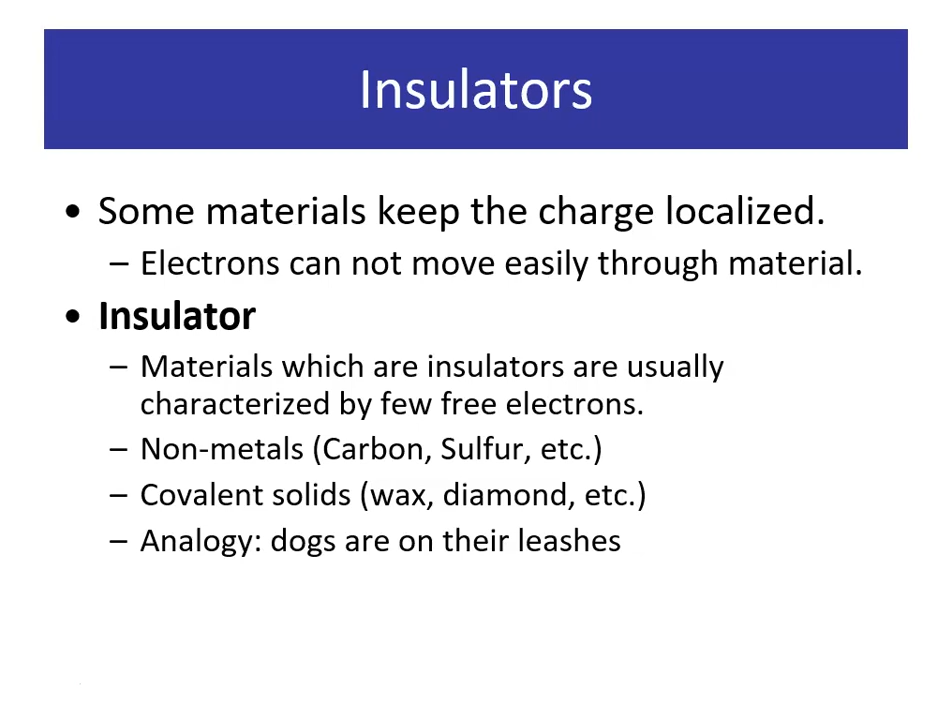 Insulators
• Some materials keep the charge localized.
– Electrons can not move easily through material.
• Insulator
– Materials which are insulators are usually
characterized by few free electrons.
– Non-metals (Carbon, Sulfur, etc.)
– Covalent solids (wax, diamond, etc.)
– Analogy: dogs are on their leashes